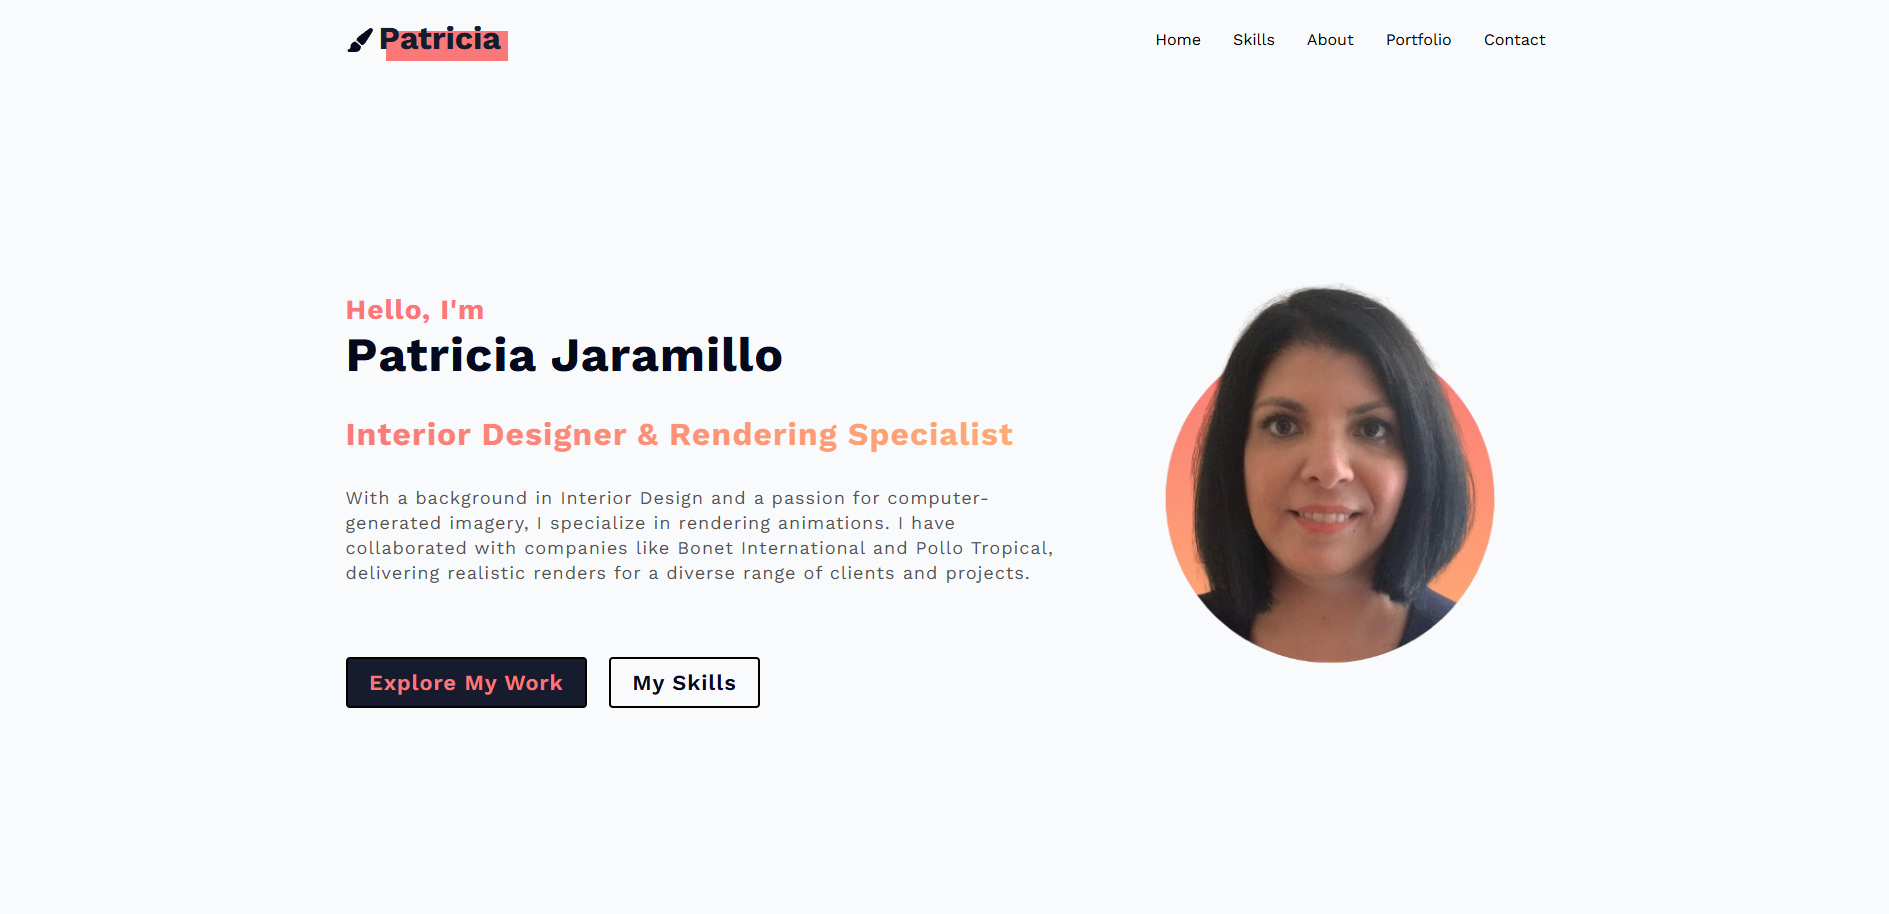 Patricia
Home Skills About Portfolio Contact
Hello, I'm
Patricia Jaramillo
Interior Designer & Rendering Specialist
With a background in Interior Design and a passion for computer-
generated imagery, I specialize in rendering animations. I have
collaborated with companies like Bonet International and Pollo Tropical,
delivering realistic renders for a diverse range of clients and projects.
Explore My Work My Skills